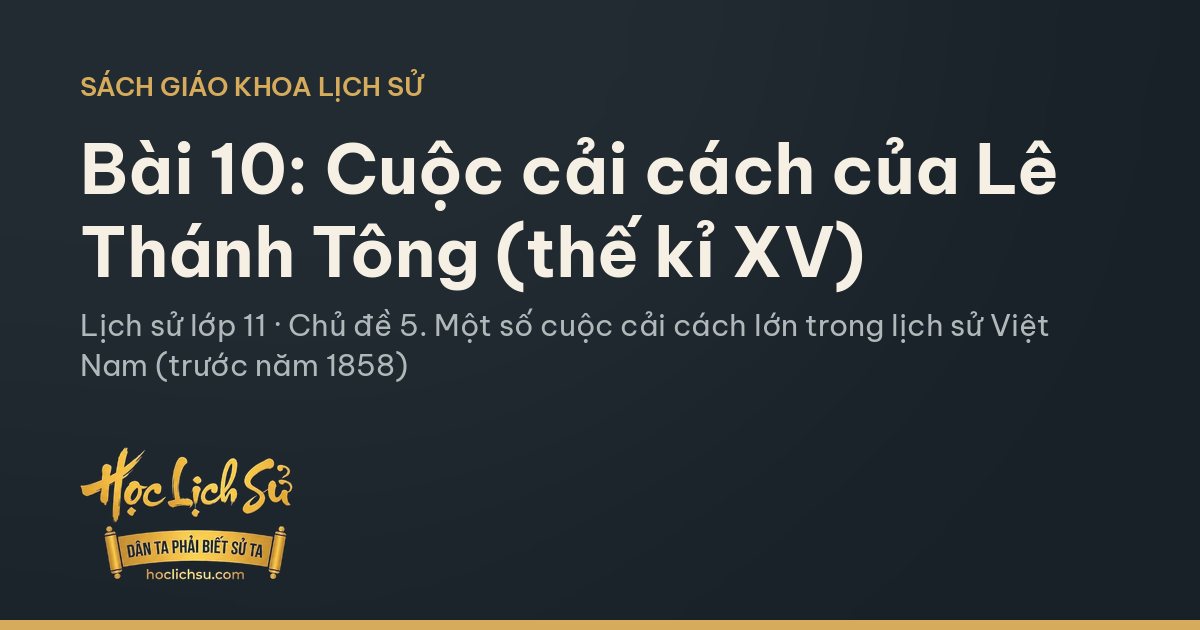 SÁCH GIÁO KHOA LỊCH SỬ
Bài 10: Cuộc cải cách của Lê
Thánh Tông (thế kỉ XV)
Lịch sử lớp 11 · Chủ đề 5. Một số cuộc cải cách lớn trong lịch sử Việt
Nam (trước năm 1858)
Học Lịch Sử
DÂN TA PHẢI BIẾT SỬ TA
hoclichsu.com